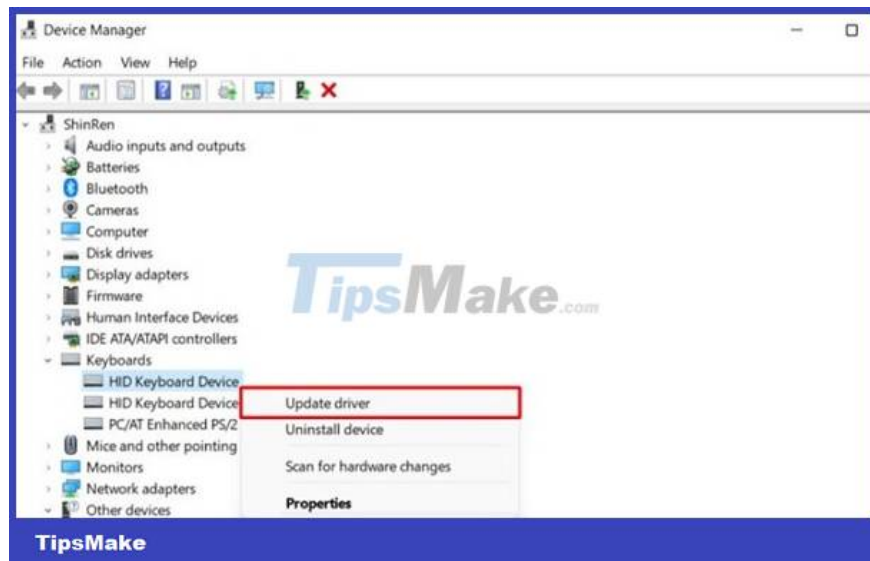 Device Manager
File Action View Help
ShinRen
Audio inputs and outputs
Batteries
Bluetooth
Cameras
Computer
Disk drives
Display adapters
Firmware
Human Interface Devices
IDE ATA/ATAPI controllers
Keyboards
HID Keyboard Device
HID Keyboard Device
PC/AT Enhanced PS/2
Mice and other pointing
Monitors
Network adapters
Other devices
Update driver
Uninstall device
Scan for hardware changes
Properties
TipsMake.com
TipsMake